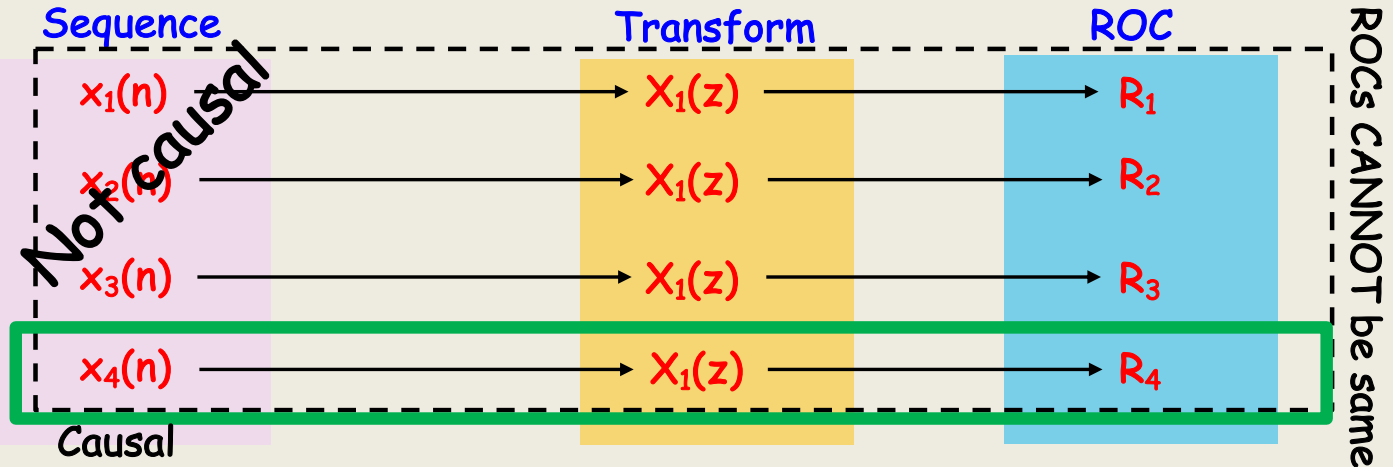 Sequence Transform ROC
x₁(n) X₁(z) R₁
x₂(n) X₁(z) R₂
x₃(n) X₁(z) R₃
x₄(n) X₁(z) R₄
Not causal
Causal
ROCs CANNOT be same